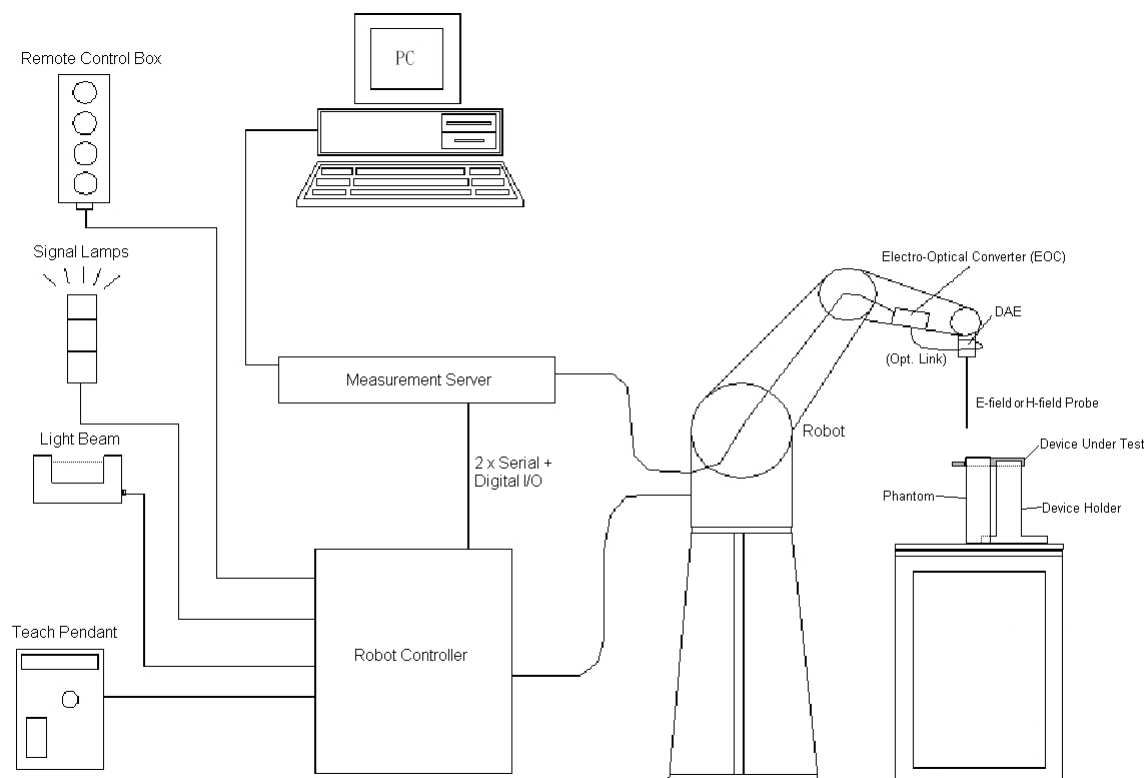 Remote Control Box
PC
Signal Lamps
Electro-Optical Converter (EOC)
DAE
(Opt. Link)
Measurement Server
E-field or H-field Probe
Robot
Light Beam
2 x Serial +
Digital I/O
Device Under Test
Phantom
Device Holder
Teach Pendant
Robot Controller